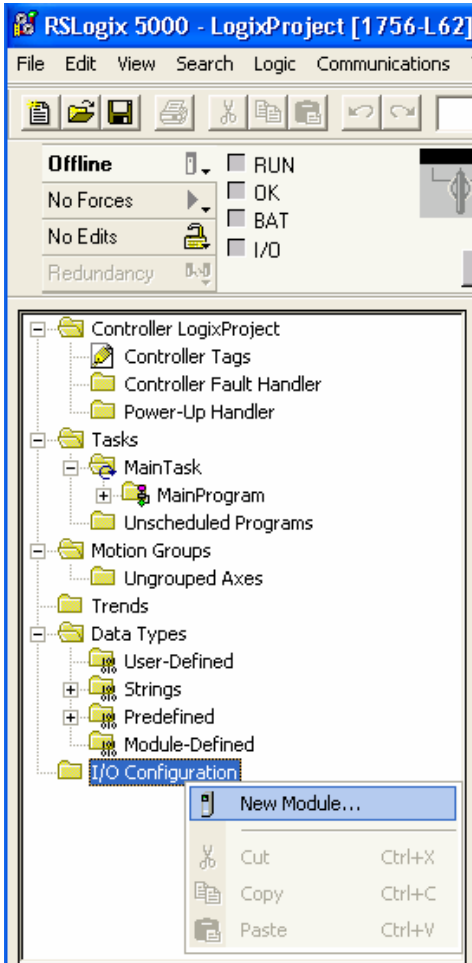 RSLogix 5000 - LogixProject [1756-L62]
File Edit View Search Logic Communications
Offline
RUN
No Forces
OK
No Edits
BAT
Redundancy
I/O
Controller LogixProject
Controller Tags
Controller Fault Handler
Power-Up Handler
Tasks
MainTask
MainProgram
Unscheduled Programs
Motion Groups
Ungrouped Axes
Trends
Data Types
User-Defined
Strings
Predefined
Module-Defined
I/O Configuration
New Module...
Cut Ctrl+X
Copy Ctrl+C
Paste Ctrl+V